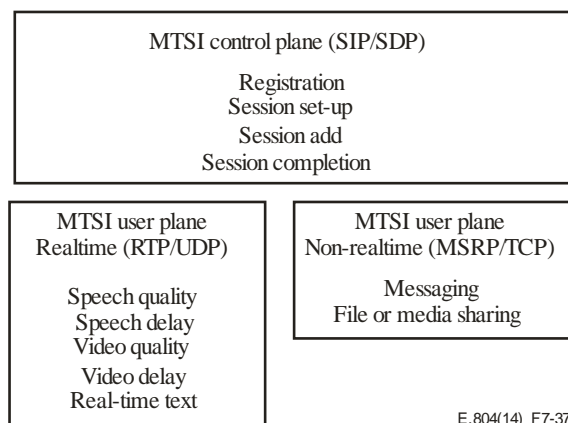 MTSI control plane (SIP/SDP)
Registration
Session set-up
Session add
Session completion
MTSI user plane
Realtime (RTP/UDP)
Speech quality
Speech delay
Video quality
Video delay
Real-time text
MTSI user plane
Non-realtime (MSRP/TCP)
Messaging
File or media sharing
E.804(14)_F7-37